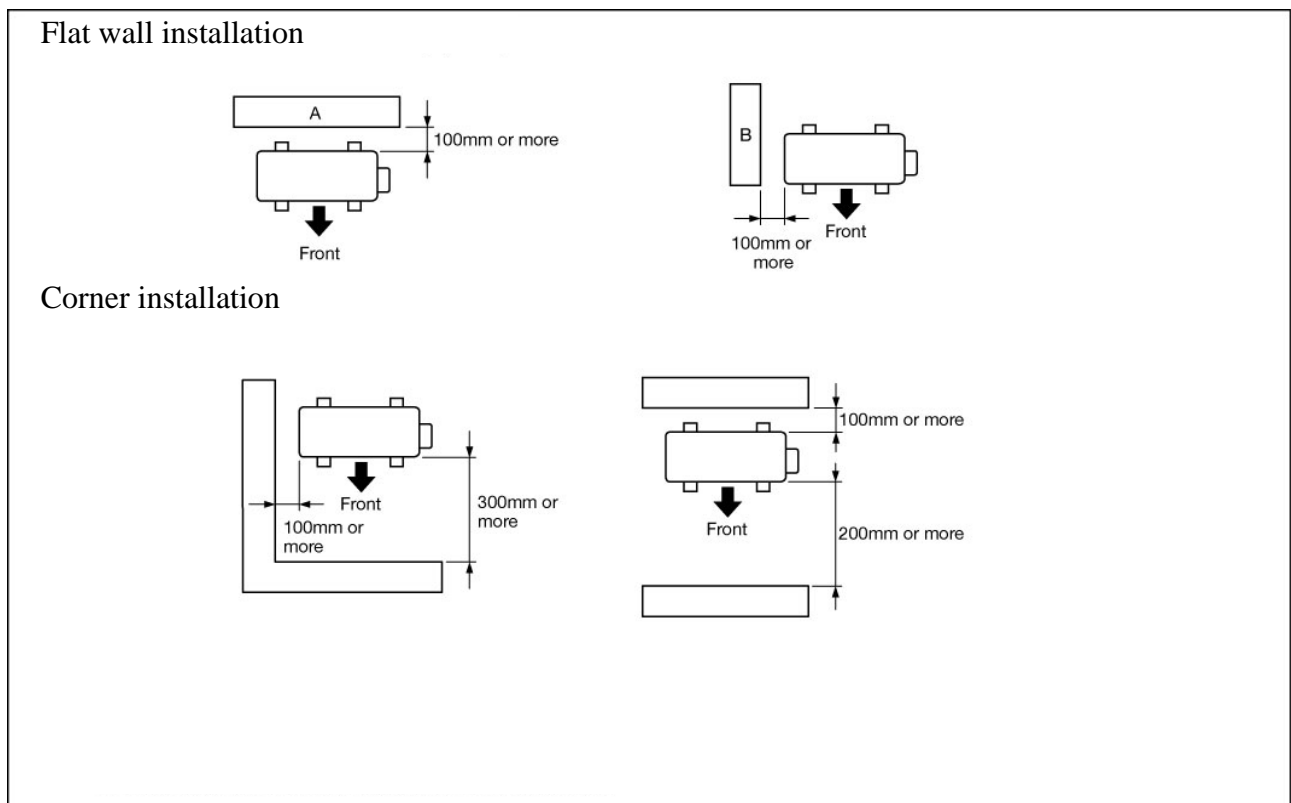 Flat wall installation
A
100mm or more
Front
B
100mm or
more
Front
Corner installation
Front
100mm or
more
300mm or
more
100mm or more
Front
200mm or more